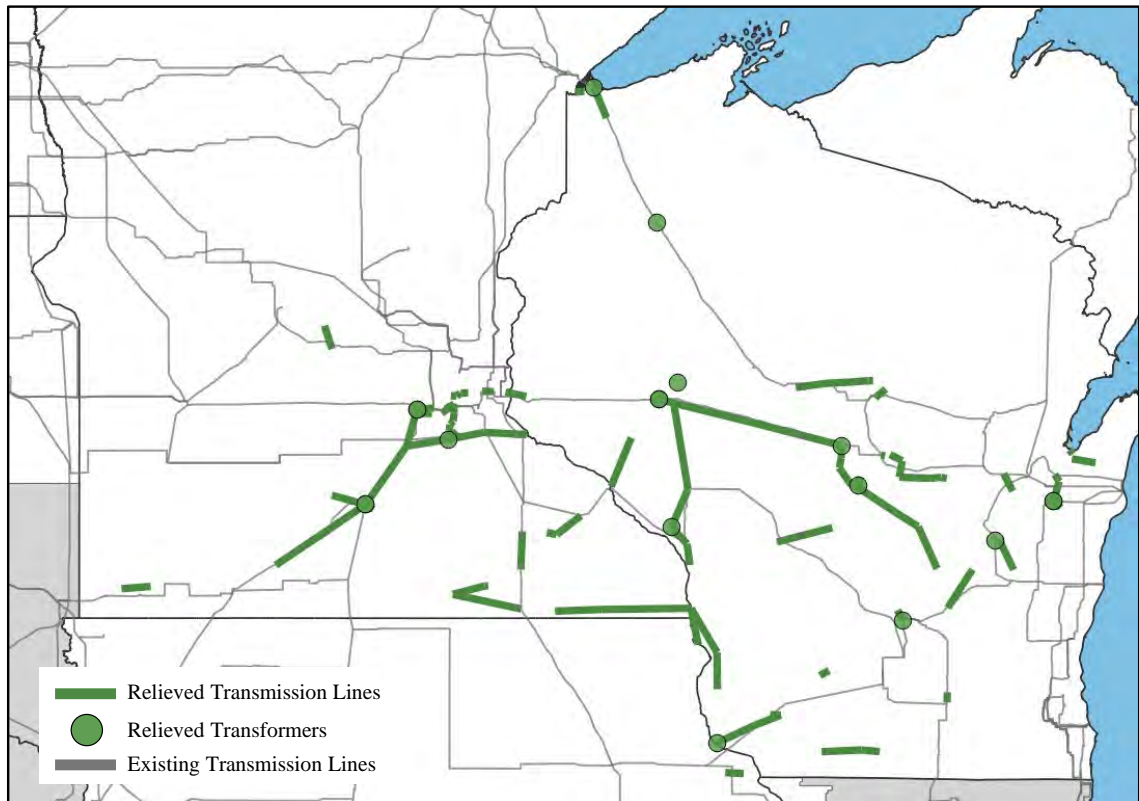 Relieved Transmission Lines
Relieved Transformers
Existing Transmission Lines